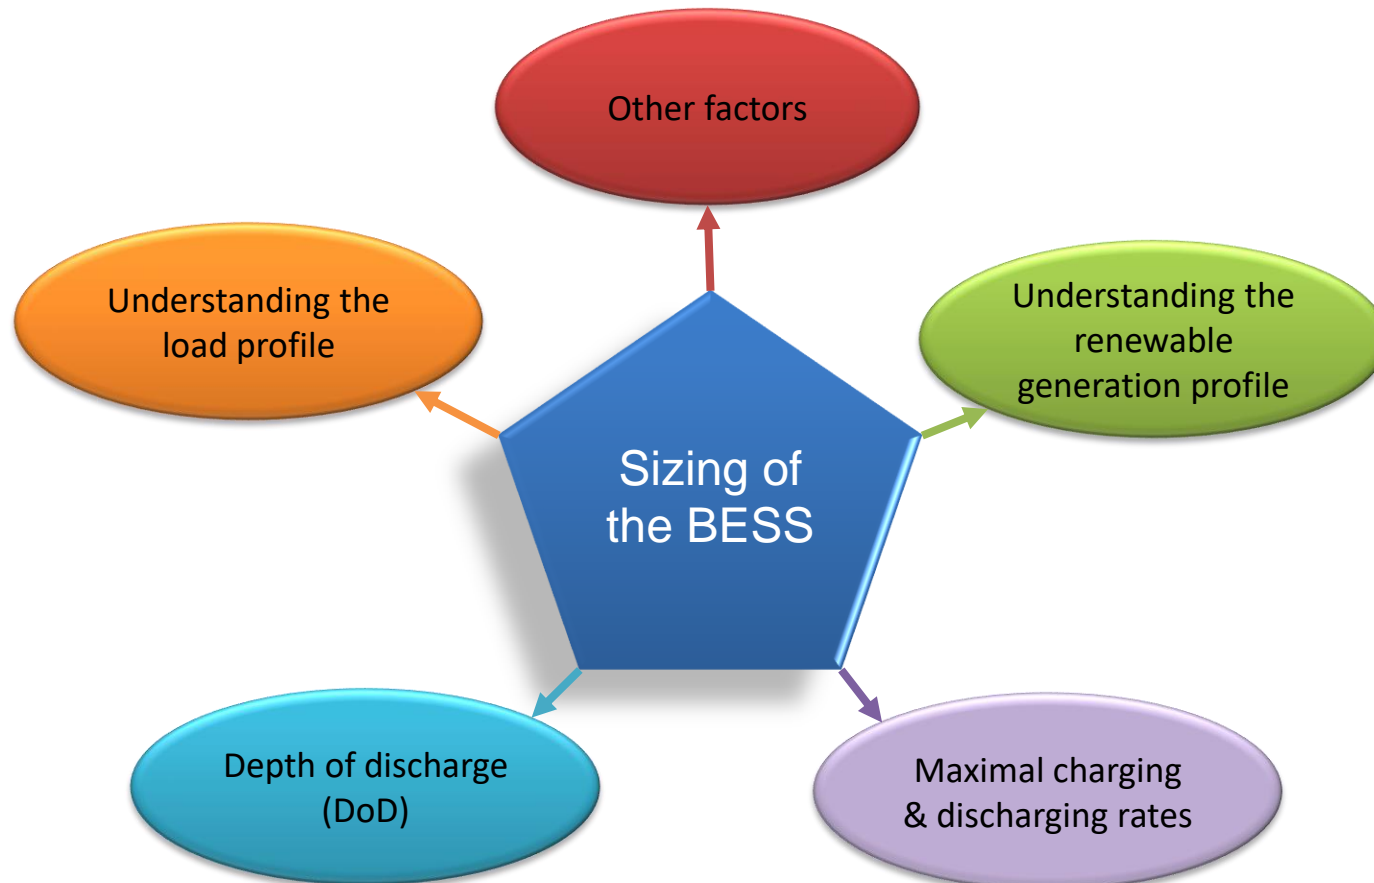 Other factors
Understanding the
load profile
Understanding the
renewable
generation profile
Sizing of
the BESS
Depth of discharge
(DoD)
Maximal charging
& discharging rates